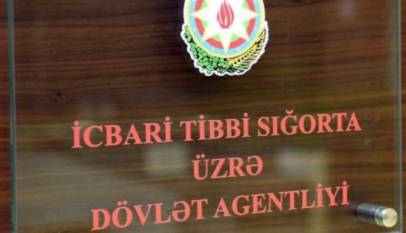 İCBARİ TİBBİ SIĞORTA
ÜZRƏ
DÖVLƏT AGENTLİYİ